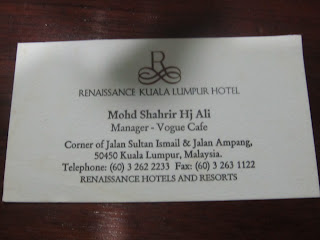 R
RENAISSANCE KUALA LUMPUR HOTEL
Mohd Shahrir Hj Ali
Manager - Vogue Cafe
Corner of Jalan Sultan Ismail & Jalan Ampang,
50450 Kuala Lumpur, Malaysia.
Telephone: (60) 3 262 2233 Fax: (60) 3 263 1122
RENAISSANCE HOTELS AND RESORTS